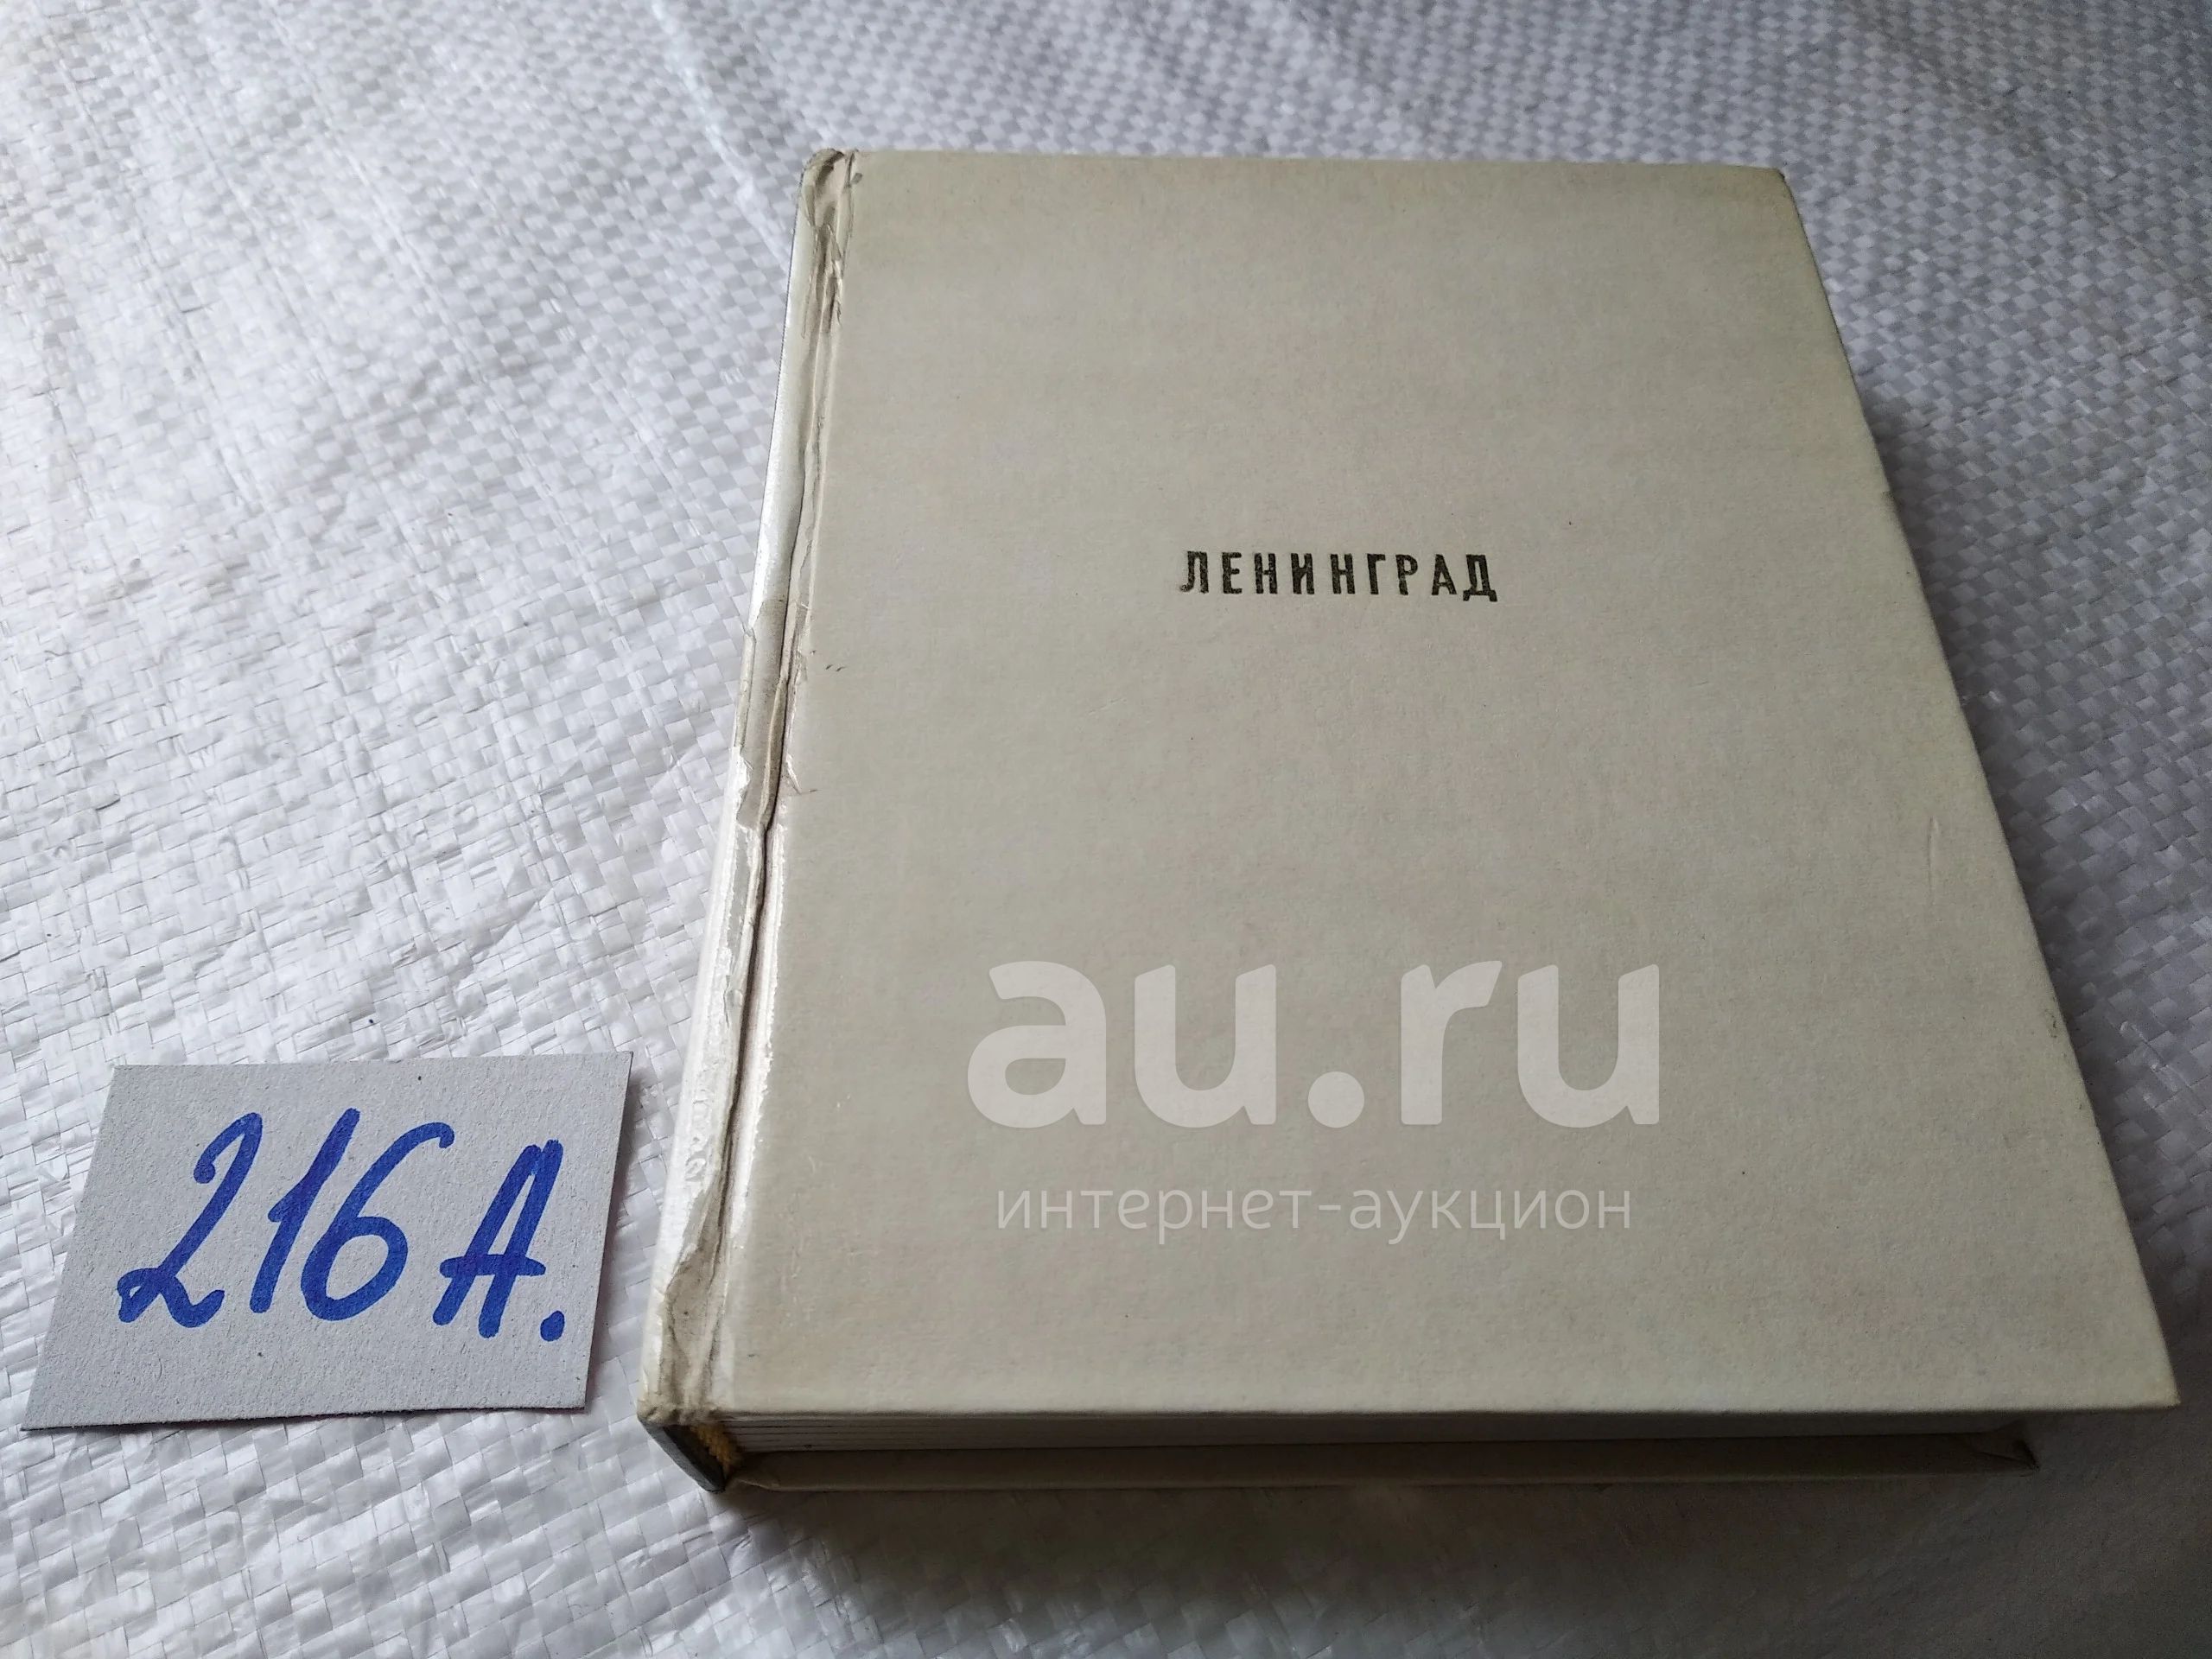 ЛЕНИНГРАД
au.ru
интернет-аукцион
216А.